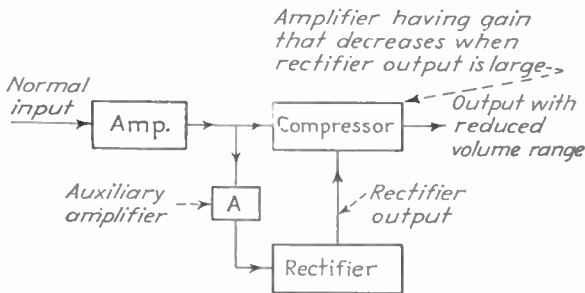 Amplifier having gain
that decreases when
rectifier output is large
Normal
input
Amp.
Compressor
Output with
reduced
volume range
Auxiliary
amplifier
A
Rectifier
output
Rectifier